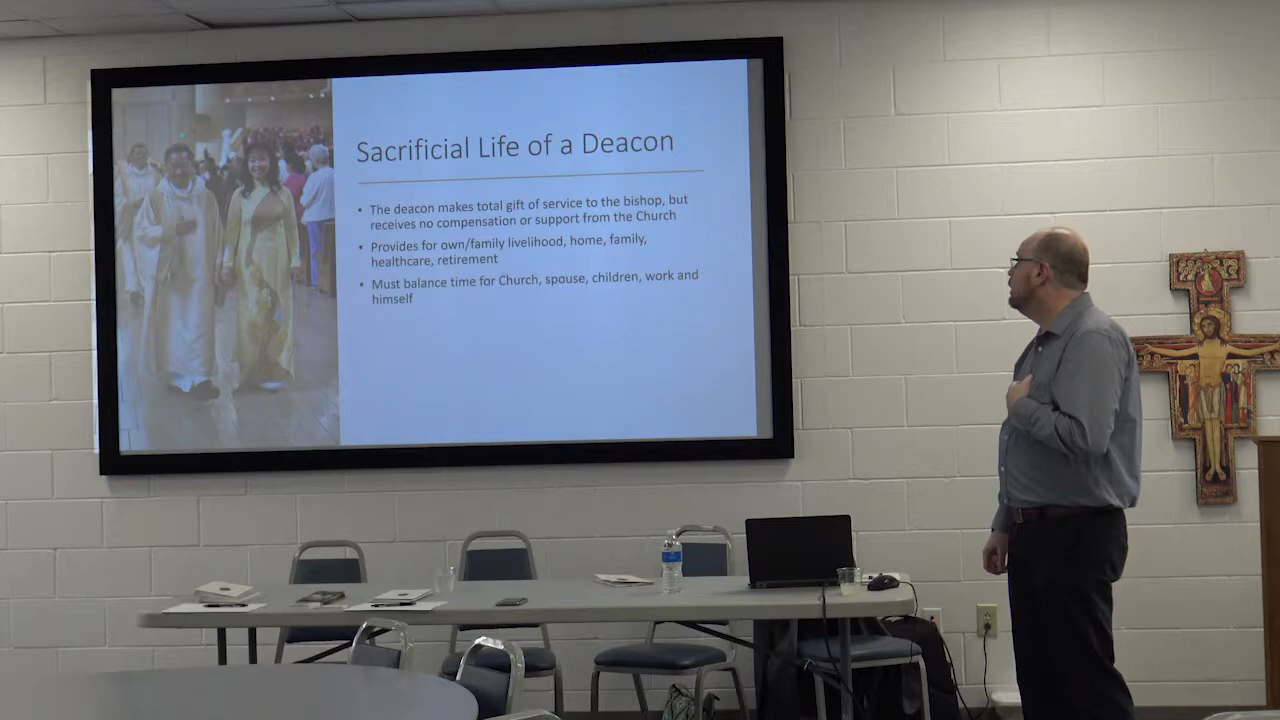 Sacrificial Life of a Deacon
• The deacon makes total gift of service to the bishop, but
receives no compensation or support from the Church
• Provides for own/family livelihood, home, family,
healthcare, retirement
• Must balance time for Church, spouse, children, work and
himself